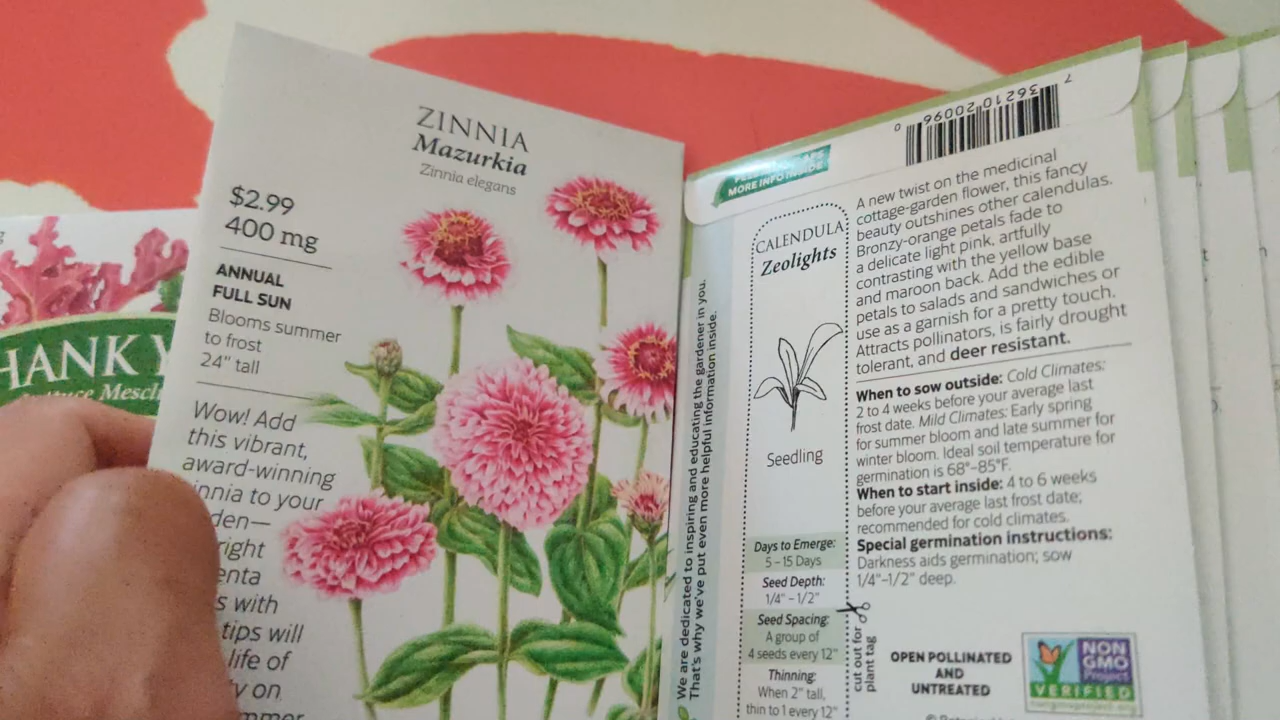 HANK Y
Mescl
ZINNIA
Mazurkia
Zinnia elegans
$2.99
400 mg
ANNUAL
FULL SUN
Blooms summer
to frost
24" tall
Wow! Add
this vibrant,
award-winning
innia to your
den—
right
enta
s with
tips will
life of
y on
mmer
7 36210 20096 0
MORE INFO INSIDE
We are dedicated to inspiring and educating the gardener in you.
That's why we've put even more helpful information inside.
CALENDULA
Zeolights
Seedling
Days to Emerge:
5 – 15 Days
Seed Depth:
1/4" – 1/2"
Seed Spacing:
A group of
4 seeds every 12"
Thinning:
When 2" tall,
thin to 1 every 12"
cut out for
plant tag
A new twist on the medicinal
cottage-garden flower, this fancy
beauty outshines other calendulas.
Bronzy-orange petals fade to
a delicate light pink, artfully
contrasting with the yellow base
and maroon back. Add the edible
petals to salads and sandwiches or
use as a garnish for a pretty touch.
Attracts pollinators, is fairly drought
tolerant, and deer resistant.
When to sow outside: Cold Climates:
2 to 4 weeks before your average last
frost date. Mild Climates: Early spring
for summer bloom and late summer for
winter bloom. Ideal soil temperature for
germination is 68°–85°F.
When to start inside: 4 to 6 weeks
before your average last frost date;
recommended for cold climates.
Special germination instructions:
Darkness aids germination; sow
1/4"–1/2" deep.
OPEN POLLINATED
AND
UNTREATED
NON
GMO
Project
VERIFIED
nongmoproject.org